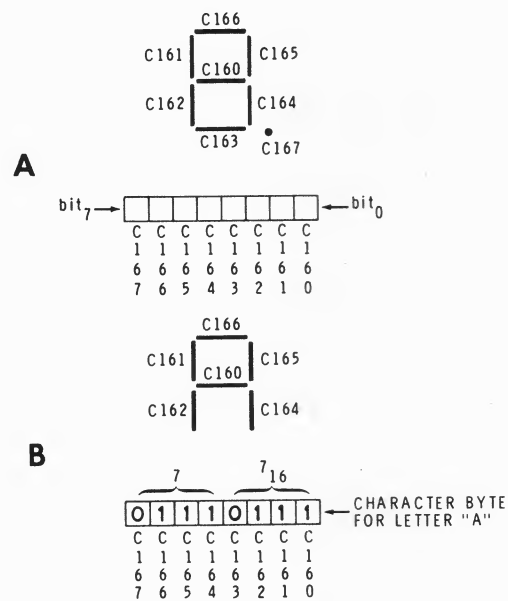 C166
C161 C165
C160
C162 C164
C163
C167
A
bit7 bit0
C C C C C C C C
1 1 1 1 1 1 1 1
6 6 6 6 6 6 6 6
7 6 5 4 3 2 1 0
C166
C161 C165
C160
C162 C164
B
7 716
0 1 1 1 0 1 1 1 CHARACTER BYTE
FOR LETTER "A"
C C C C C C C C
1 1 1 1 1 1 1 1
6 6 6 6 6 6 6 6
7 6 5 4 3 2 1 0